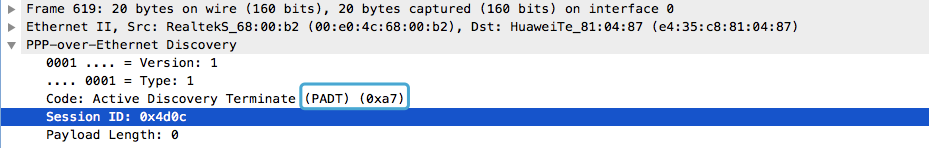 Frame 619: 20 bytes on wire (160 bits), 20 bytes captured (160 bits) on interface 0
Ethernet II, Src: RealtekS_68:00:b2 (00:e0:4c:68:00:b2), Dst: HuaweiTe_81:04:87 (e4:35:c8:81:04:87)
PPP-over-Ethernet Discovery
0001 .... = Version: 1
.... 0001 = Type: 1
Code: Active Discovery Terminate (PADT) (0xa7)
Session ID: 0x4d0c
Payload Length: 0